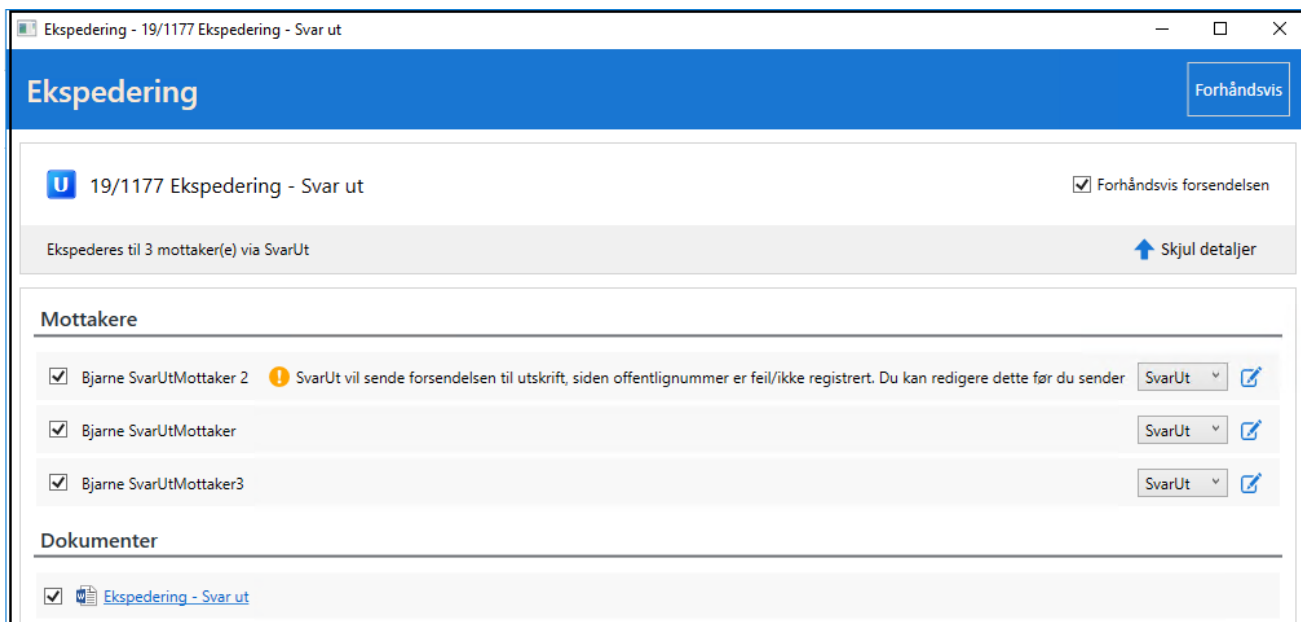 Ekspedering - 19/1177 Ekspedering - Svar ut
Ekspedering
Forhåndsvis
U 19/1177 Ekspedering - Svar ut
Forhåndsvis forsendelsen
Ekspederes til 3 mottaker(e) via SvarUt
Skjul detaljer
Mottakere
Bjarne SvarUtMottaker 2 SvarUt vil sende forsendelsen til utskrift, siden offentlignummer er feil/ikke registrert. Du kan redigere dette før du sender SvarUt
Bjarne SvarUtMottaker SvarUt
Bjarne SvarUtMottaker3 SvarUt
Dokumenter
Ekspedering - Svar ut